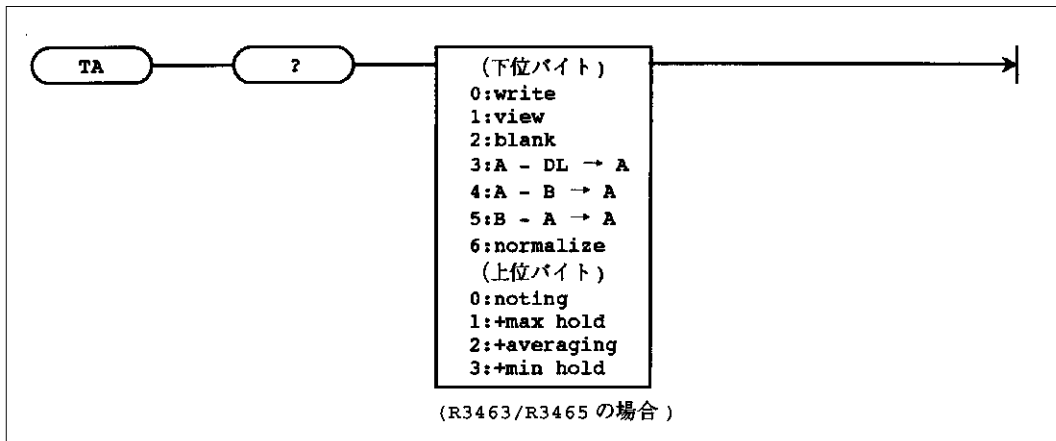 TA ?
(下位バイト)
0:write
1:view
2:blank
3:A - DL → A
4:A - B → A
5:B - A → A
6:normalize
(上位バイト)
0:noting
1:+max hold
2:+averaging
3:+min hold
(R3463/R3465 の場合)